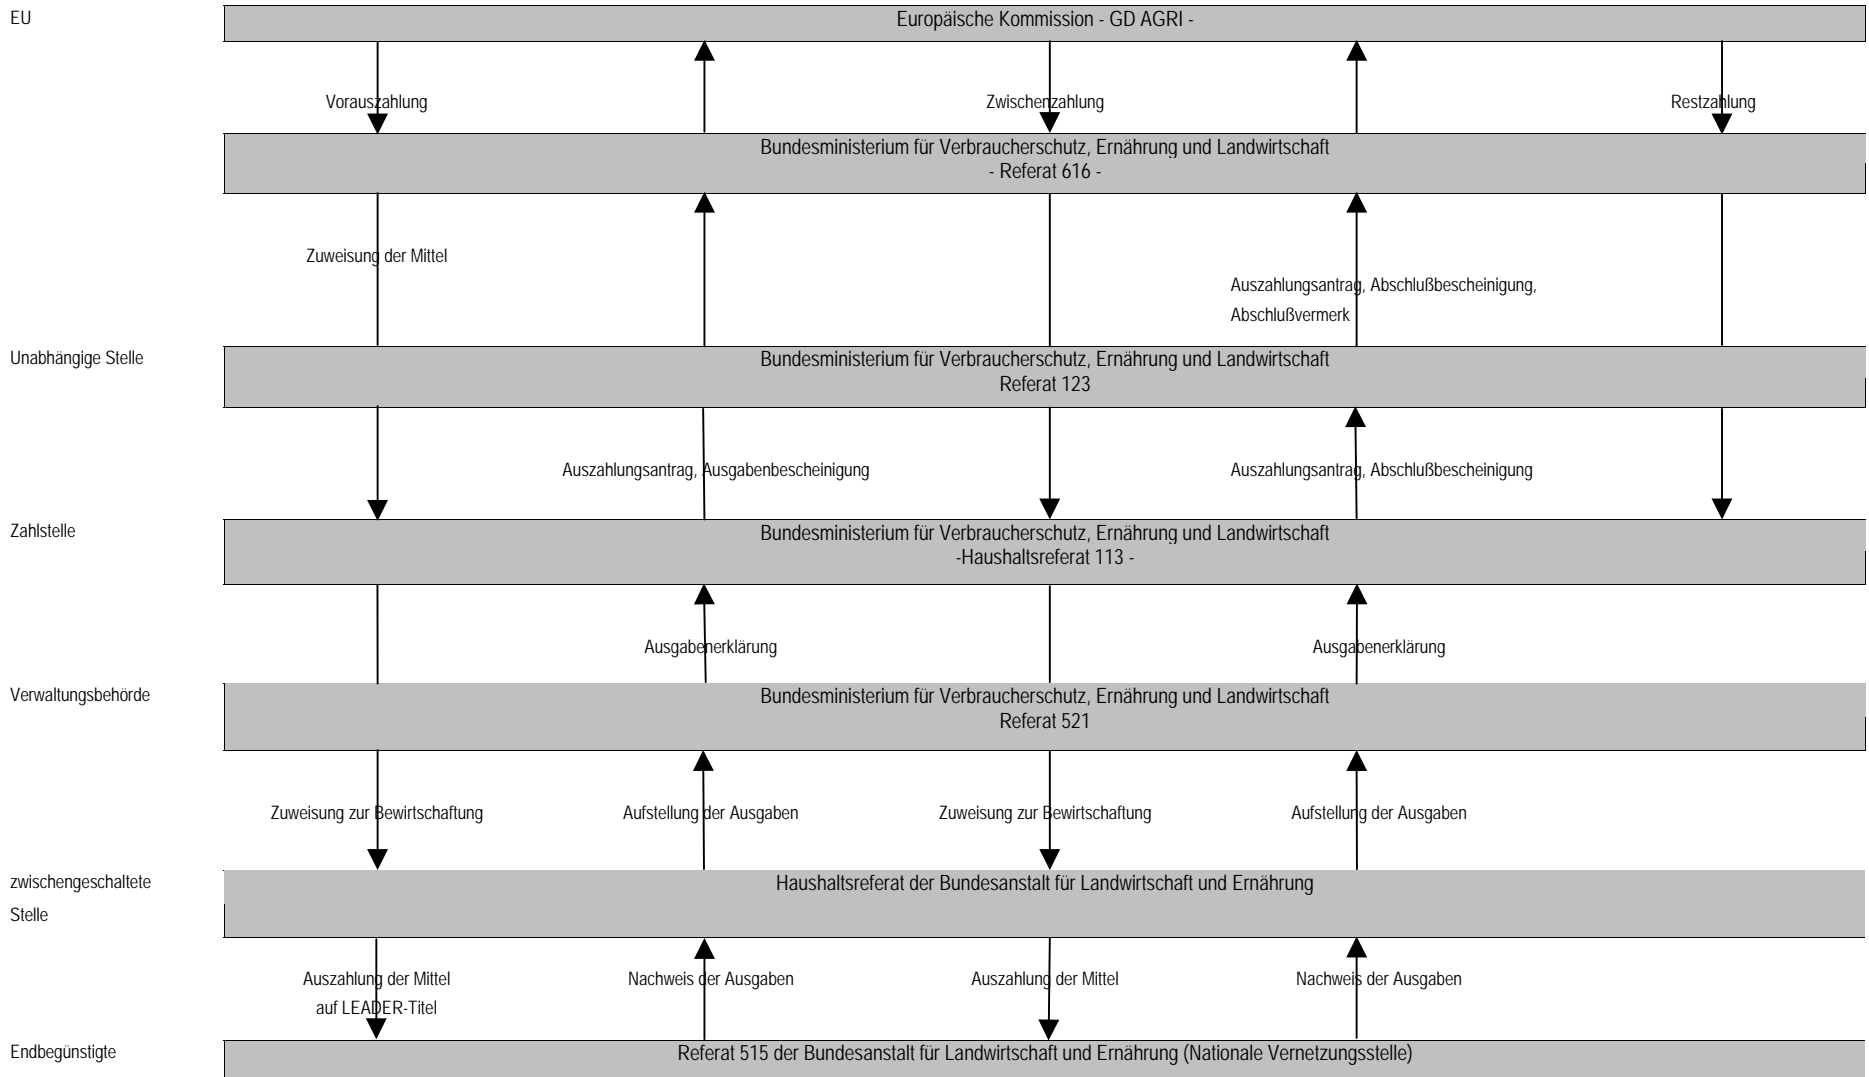 EU
Europäische Kommission - GD AGRI -
Vorauszahlung
Zwischenzahlung
Restzahlung
Bundesministerium für Verbraucherschutz, Ernährung und Landwirtschaft
- Referat 616 -
Zuweisung der Mittel
Auszahlungsantrag, Abschlußbescheinigung,
Abschlußvermerk
Unabhängige Stelle
Bundesministerium für Verbraucherschutz, Ernährung und Landwirtschaft
Referat 123
Auszahlungsantrag, Ausgabenbescheinigung
Auszahlungsantrag, Abschlußbescheinigung
Zahlstelle
Bundesministerium für Verbraucherschutz, Ernährung und Landwirtschaft
-Haushaltsreferat 113 -
Ausgabenerklärung
Ausgabenerklärung
Verwaltungsbehörde
Bundesministerium für Verbraucherschutz, Ernährung und Landwirtschaft
Referat 521
Zuweisung zur Bewirtschaftung
Aufstellung der Ausgaben
Zuweisung zur Bewirtschaftung
Aufstellung der Ausgaben
zwischengeschaltete
Stelle
Haushaltsreferat der Bundesanstalt für Landwirtschaft und Ernährung
Auszahlung der Mittel
auf LEADER-Titel
Nachweis der Ausgaben
Auszahlung der Mittel
Nachweis der Ausgaben
Endbegünstigte
Referat 515 der Bundesanstalt für Landwirtschaft und Ernährung (Nationale Vernetzungsstelle)